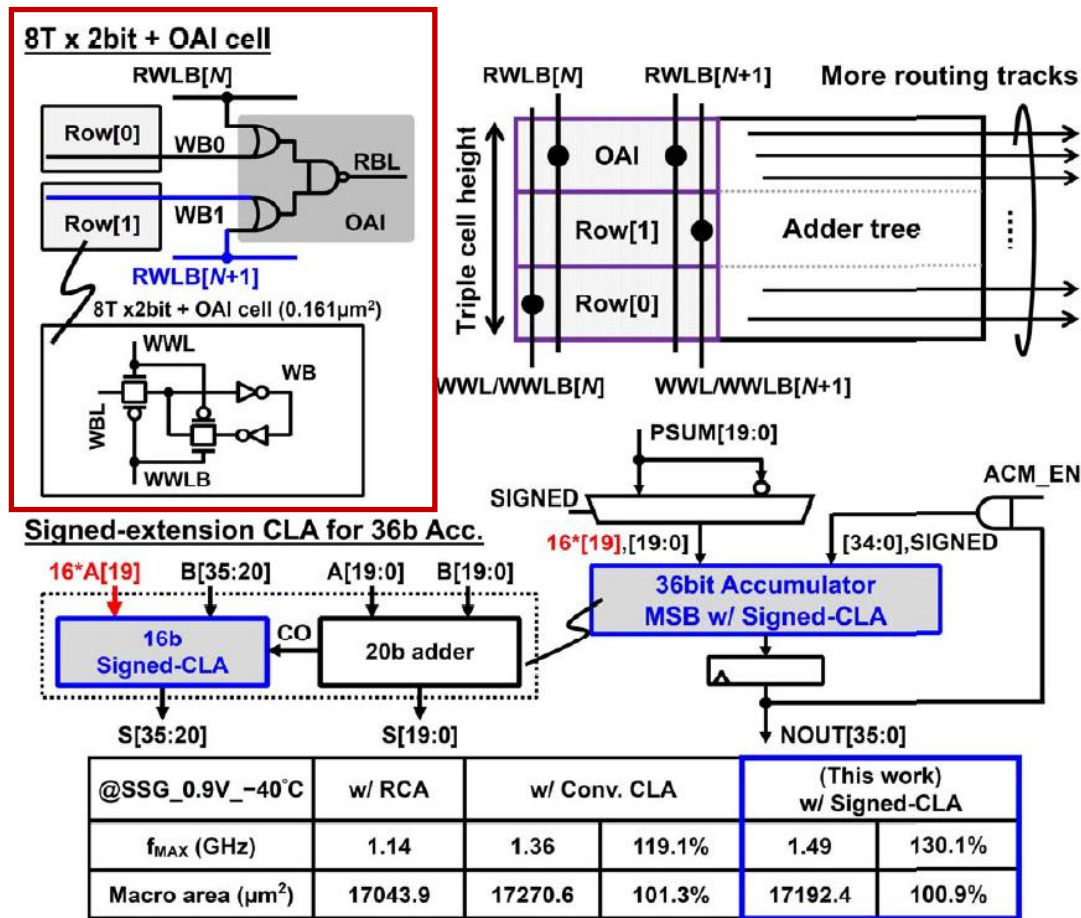 8T x 2bit + OAI cell
RWLB[N]
Row[0]
WB0
RBL
Row[1]
WB1
OAI
RWLB[N+1]
8T x2bit + OAI cell (0.161µm²)
WWL
WB
WBL
WWLB
RWLB[N]
RWLB[N+1]
More routing tracks
Triple cell height
OAI
Row[1]
Adder tree
Row[0]
WWL/WWLB[N]
WWL/WWLB[N+1]
PSUM[19:0]
ACM_EN
SIGNED
16*[19],[19:0]
[34:0],SIGNED
36bit Accumulator
MSB w/ Signed-CLA
NOUT[35:0]
Signed-extension CLA for 36b Acc.
16*A[19]
B[35:20]
A[19:0]
B[19:0]
16b
Signed-CLA
CO
20b adder
S[35:20]
S[19:0]
@SSG_0.9V_−40°C
w/ RCA
w/ Conv. CLA
(This work)
w/ Signed-CLA
fMAX (GHz)
1.14
1.36
119.1%
1.49
130.1%
Macro area (µm²)
17043.9
17270.6
101.3%
17192.4
100.9%